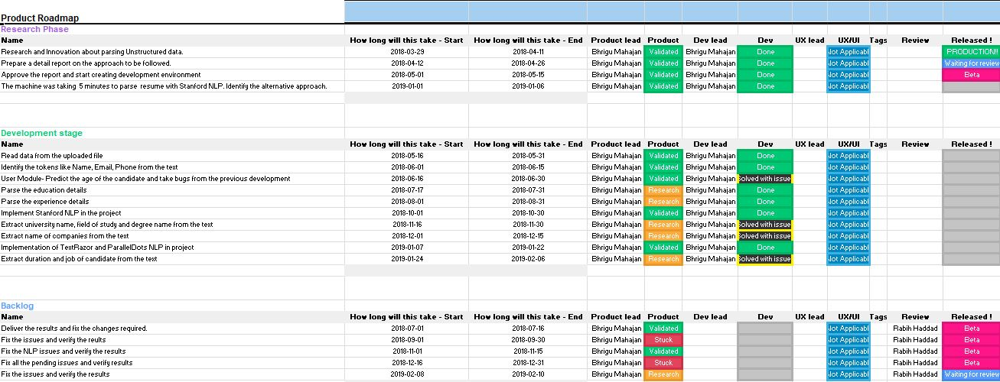 Product Roadmap
Research Phase
Name How long will this take - Start How long will this take - End Product lead Product Dev lead Dev UX lead UX/UI Tags Review Released !
Research and Innovation about parsing Unstructured data. 2018-03-29 2018-04-11 Bhrigu Mahajan Validated Bhrigu Mahajan Done Not Applicabl PRODUCTION!!
Prepare a detail report on the approach to be followed. 2018-04-12 2018-04-26 Bhrigu Mahajan Validated Bhrigu Mahajan Done Not Applicabl Waiting for review
Approve the report and start creating development environment 2018-05-01 2018-05-15 Bhrigu Mahajan Validated Bhrigu Mahajan Done Not Applicabl Beta
The machine was taking 5 minutes to parse resume with Stanford NLP. Identify the alternative approach. 2019-01-01 2019-01-06 Bhrigu Mahajan Validated Bhrigu Mahajan Done Not Applicabl
Development stage
Name How long will this take - Start How long will this take - End Product lead Product Dev lead Dev UX lead UX/UI Tags Review Released !
Read data from the uploaded file 2018-05-16 2018-05-31 Bhrigu Mahajan Validated Bhrigu Mahajan Done Not Applicabl
Identify the tokens like Name, Email, Phone from the text 2018-06-01 2018-06-15 Bhrigu Mahajan Validated Bhrigu Mahajan Done Not Applicabl
User Module- Predict the age of the candidate and take bugs from the previous development 2018-06-16 2018-06-30 Bhrigu Mahajan Validated Bhrigu Mahajan Solved with issue Not Applicabl
Parse the education details 2018-07-17 2018-07-31 Bhrigu Mahajan Research Bhrigu Mahajan Done Not Applicabl
Parse the experience details 2018-08-01 2018-08-31 Bhrigu Mahajan Research Bhrigu Mahajan Done Not Applicabl
Implement Stanford NLP in the project 2018-10-01 2018-10-30 Bhrigu Mahajan Validated Bhrigu Mahajan Done Not Applicabl
Extract university name, field of study and degree name from the text 2018-11-16 2018-11-30 Bhrigu Mahajan Research Bhrigu Mahajan Solved with issue Not Applicabl
Extract name of companies from the text 2018-12-01 2018-12-15 Bhrigu Mahajan Research Bhrigu Mahajan Solved with issue Not Applicabl
Implementation of TextRazor and ParallelDots NLP in project 2019-01-07 2019-01-22 Bhrigu Mahajan Validated Bhrigu Mahajan Done Not Applicabl
Extract duration and job of candidate from the text 2019-01-24 2019-02-06 Bhrigu Mahajan Research Bhrigu Mahajan Solved with issue Not Applicabl
Backlog
Name How long will this take - Start How long will this take - End Product lead Product Dev lead Dev UX lead UX/UI Tags Review Released !
Deliver the results and fix the changes required. 2018-07-01 2018-07-16 Bhrigu Mahajan Validated Not Applicabl Rabih Haddad Beta
Fix the issues and verify the reults 2018-09-01 2018-09-30 Bhrigu Mahajan Stuck Not Applicabl Rabih Haddad Beta
Fix the NLP issues and verify the results 2018-11-01 2018-11-15 Bhrigu Mahajan Validated Not Applicabl Rabih Haddad Beta
Fix all the pending issues and verify results 2018-12-16 2018-12-31 Bhrigu Mahajan Stuck Not Applicabl Rabih Haddad Beta
Fix the issues and verify the results 2019-02-08 2019-02-10 Bhrigu Mahajan Research Not Applicabl Rabih Haddad Waiting for review